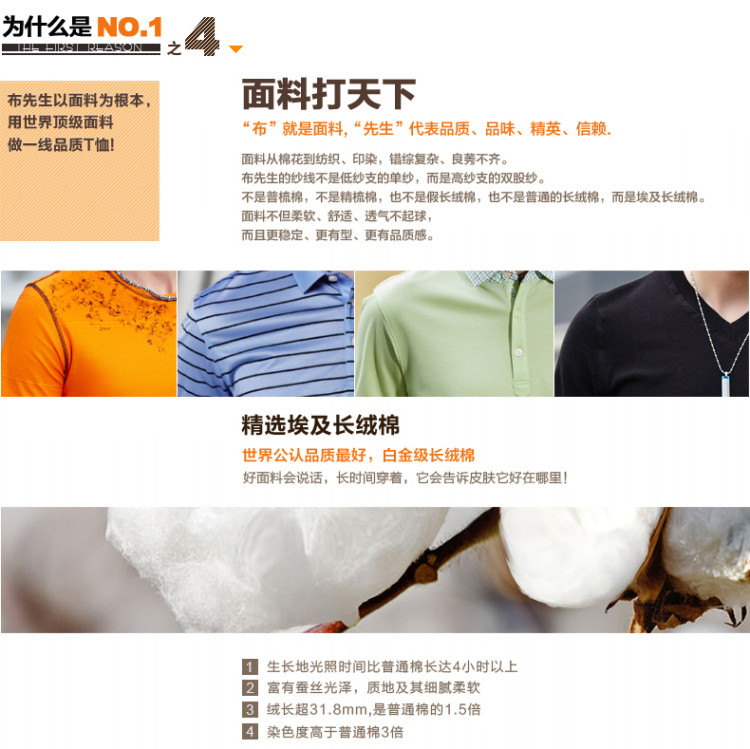 为什么是 NO.1
THE FIRST REASON
之 4
布先生以面料为根本，
用世界顶级面料
做一线品质T恤!
面料打天下
“布”就是面料, “先生”代表品质、品味、精英、信赖.
面料从棉花到纺织、印染，错综复杂、良莠不齐。
布先生的纱线不是低纱支的单纱，而是高纱支的双股纱。
不是普梳棉，不是精梳棉，也不是假长绒棉，也不是普通的长绒棉，而是埃及长绒棉。
面料不但柔软、舒适、透气不起球，
而且更稳定、更有型、更有品质感。
精选埃及长绒棉
世界公认品质最好，白金级长绒棉
好面料会说话，长时间穿着，它会告诉皮肤它好在哪里!
1 生长地光照时间比普通棉长达4小时以上
2 富有蚕丝光泽，质地及其细腻柔软
3 绒长超31.8mm,是普通棉的1.5倍
4 染色度高于普通棉3倍